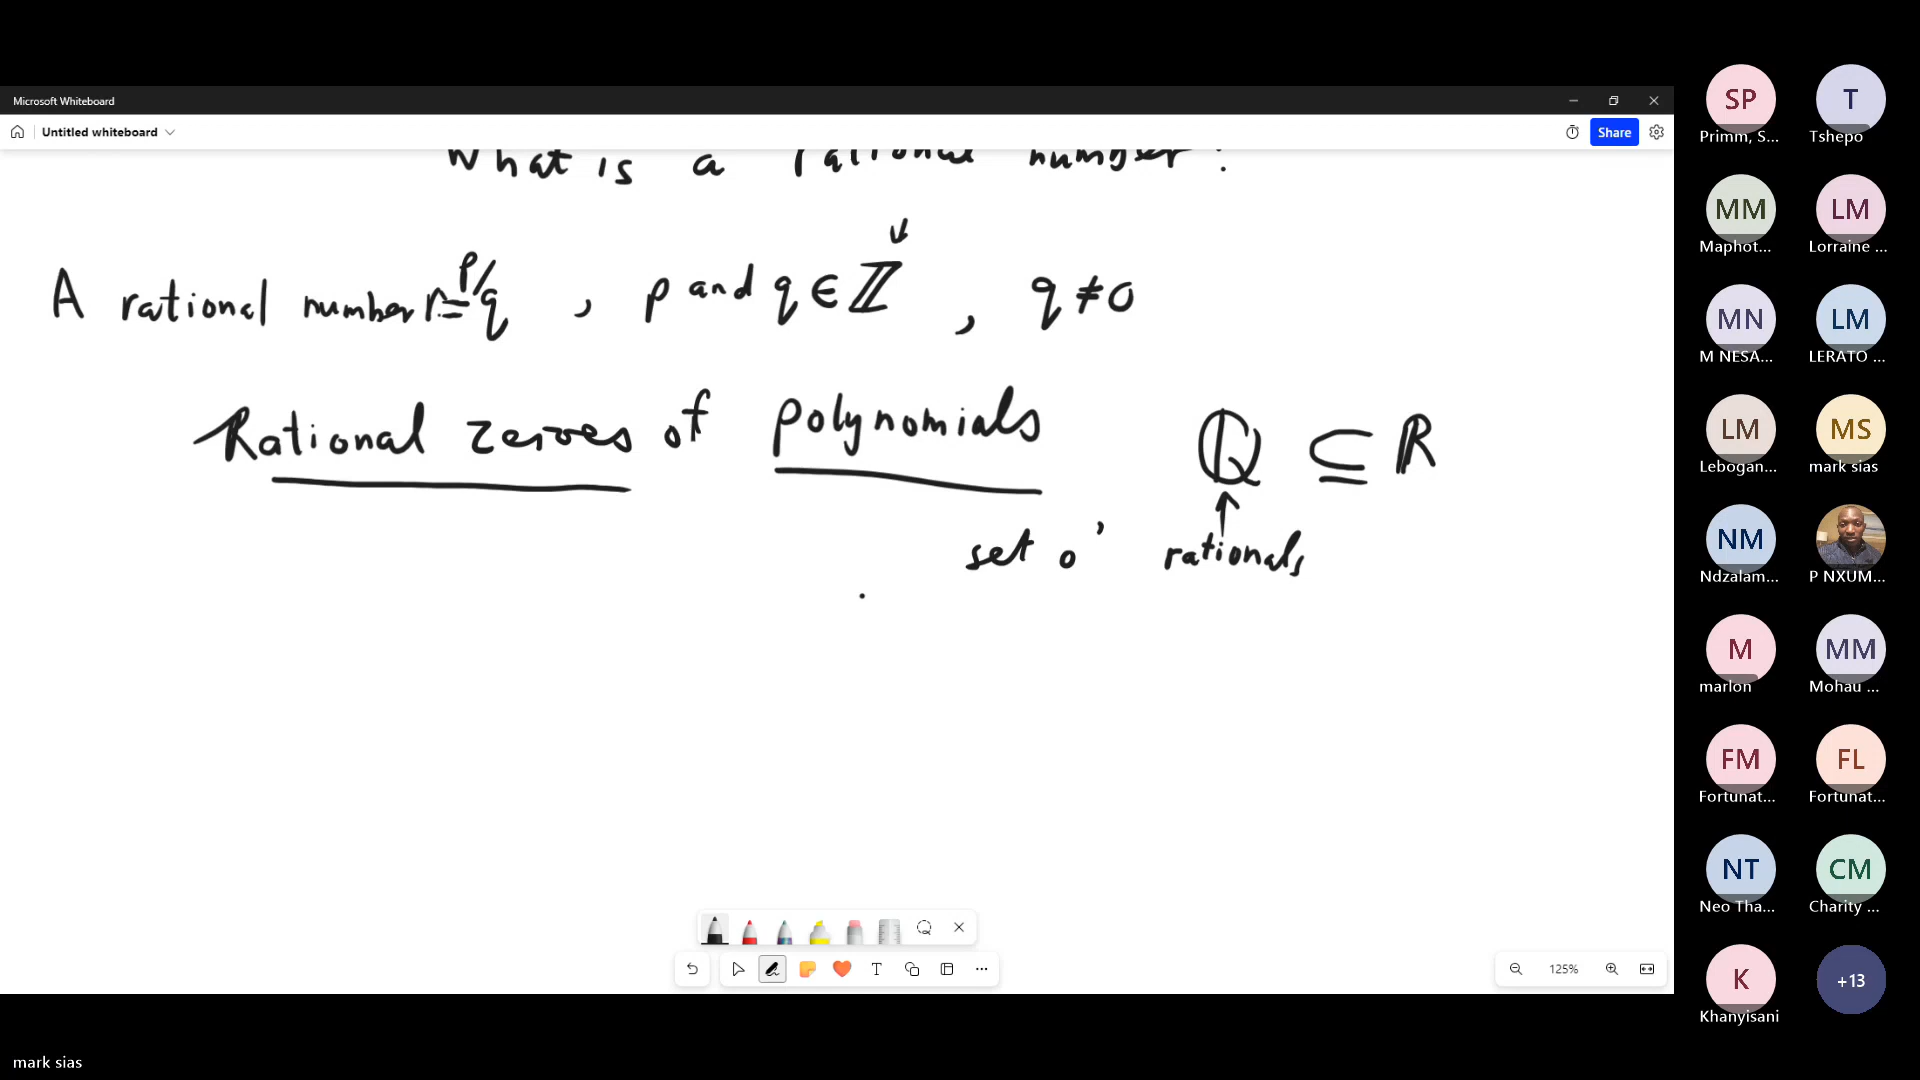 Microsoft Whiteboard
Untitled whiteboard
Share
What is a rational number?
A rational number r = p/q , p and q ∈ ℤ , q ≠ 0
Rational zeroes of polynomials
ℚ ⊆ ℝ
set o' rationals
125%
SP
Primm, S...
T
Tshepo
MM
Maphot...
LM
Lorraine ...
MN
M NESA...
LM
LERATO ...
LM
Lebogan...
MS
mark sias
NM
Ndzalam...
P NXUM...
M
marlon
MM
Mohau ...
FM
Fortunat...
FL
Fortunat...
NT
Neo Tha...
CM
Charity ...
K
Khanyisani
+13
mark sias